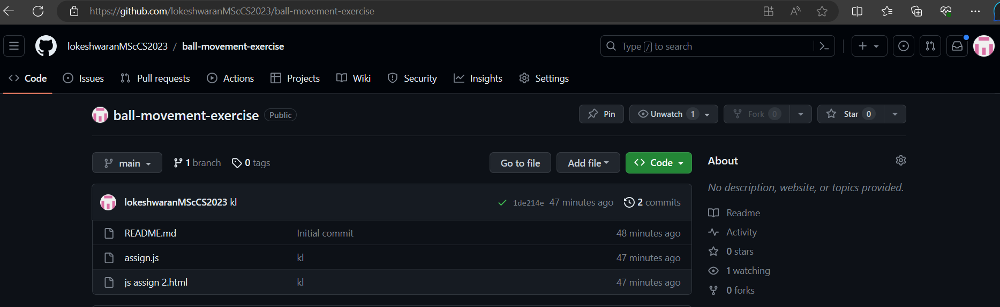 https://github.com/lokeshwaranMScCS2023/ball-movement-exercise
lokeshwaranMScCS2023 / ball-movement-exercise
Type / to search
Code Issues Pull requests Actions Projects Wiki Security Insights Settings
ball-movement-exercise Public
Pin Unwatch 1 Fork 0 Star 0
main 1 branch 0 tags Go to file Add file Code
lokeshwaranMScCS2023 kl 1de214e 47 minutes ago 2 commits
README.md Initial commit 48 minutes ago
assign.js kl 47 minutes ago
js assign 2.html kl 47 minutes ago
About
No description, website, or topics provided.
Readme
Activity
0 stars
1 watching
0 forks